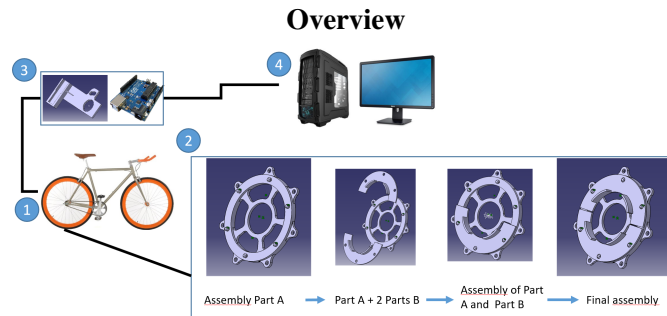 Overview
3
4
2
1
Assembly Part A
Part A + 2 Parts B
Assembly of Part
A and Part B
Final assembly